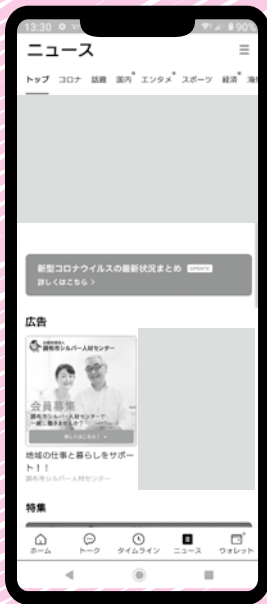 13:30
90%
ニュース
トップ コロナ 話題 国内 エンタメ スポーツ 経済 海
新型コロナウイルスの最新状況まとめ UPDATE
詳しくはこちら >
広告
調布市シルバー人材センター
会員募集
調布市シルバー人材センターで
一緒に働きませんか?
詳しくはこちら!
地域の仕事と暮らしをサポー
ト!!
調布市シルバー人材センター
特集
ホーム トーク タイムライン ニュース ウォレット